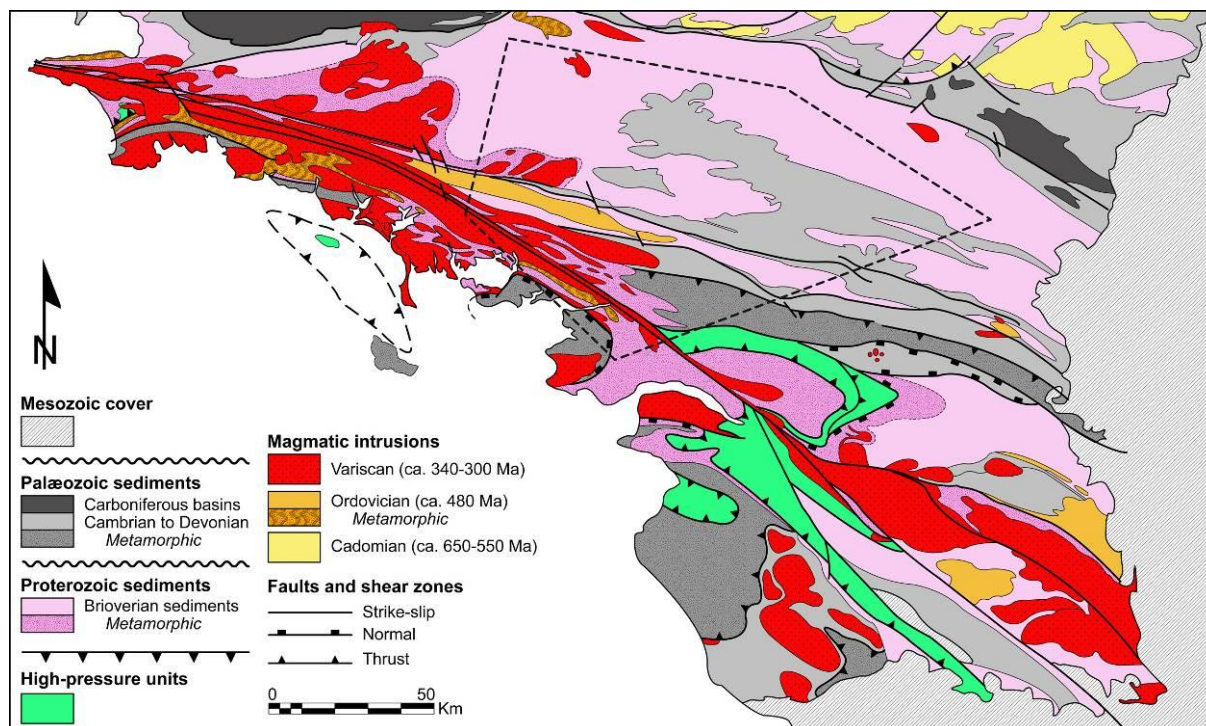 N
Mesozoic cover
Palæozoic sediments
Carboniferous basins
Cambrian to Devonian
Metamorphic
Proterozoic sediments
Brioverian sediments
Metamorphic
High-pressure units
Magmatic intrusions
Variscan (ca. 340-300 Ma)
Ordovician (ca. 480 Ma)
Metamorphic
Cadomian (ca. 650-550 Ma)
Faults and shear zones
Strike-slip
Normal
Thrust
0 50
Km